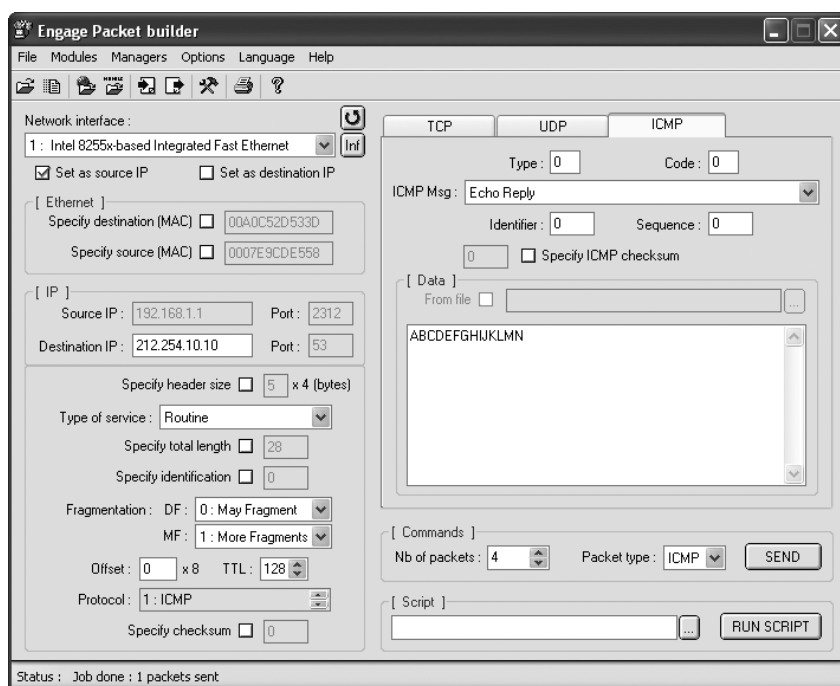 Engage Packet builder
File Modules Managers Options Language Help
Network interface :
1 : Intel 8255x-based Integrated Fast Ethernet
Inf
Set as source IP Set as destination IP
[ Ethernet ]
Specify destination (MAC) 00A0C52D533D
Specify source (MAC) 0007E9CDE558
[ IP ]
Source IP : 192.168.1.1 Port : 2312
Destination IP : 212.254.10.10 Port : 53
Specify header size 5 x 4 (bytes)
Type of service : Routine
Specify total length 28
Specify identification 0
Fragmentation : DF : 0 : May Fragment
MF : 1 : More Fragments
Offset : 0 x 8 TTL : 128
Protocol : 1 : ICMP
Specify checksum 0
TCP UDP ICMP
Type : 0 Code : 0
ICMP Msg : Echo Reply
Identifier : 0 Sequence : 0
0 Specify ICMP checksum
[ Data ]
From file ...
ABCDEFGHIJKLMN
[ Commands ]
Nb of packets : 4 Packet type : ICMP SEND
[ Script ]
... RUN SCRIPT
Status : Job done : 1 packets sent